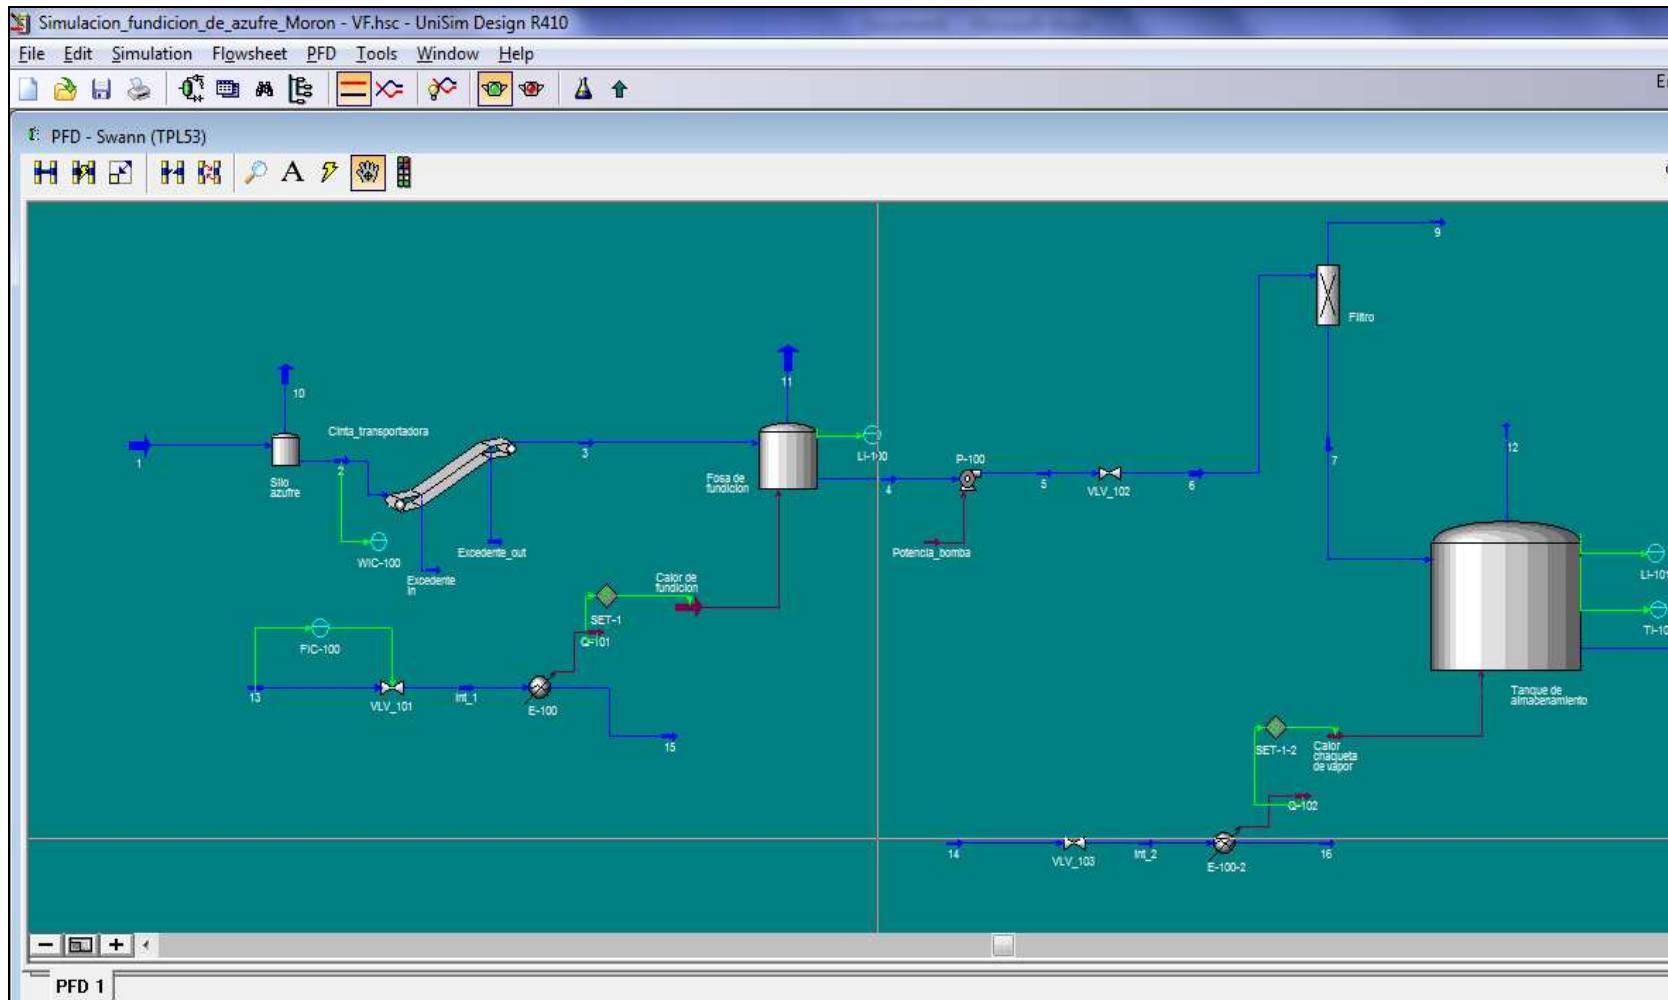 Simulacion_fundicion_de_azufre_Moron - VF.hsc - UniSim Design R410
File Edit Simulation Flowsheet PFD Tools Window Help
PFD - Swann (TPL53)
A
9
Filtro
10
11
Cinta_transportadora
1
2
3
LI-100
P-100
Silo
azufre
Fosa de
fundicion
4
5
VLV_102
6
7
12
WIC-100
Excedente_out
Potencia_bomba
Excedente
in
Calor de
fundicion
LI-101
SET-1
Q-101
FIC-100
13
VLV_101
Int_1
E-100
15
Tanque de
almacenamiento
SET-1-2
Calor
chaqueta
de vapor
Q-102
14
VLV_103
Int_2
E-100-2
16
PFD 1